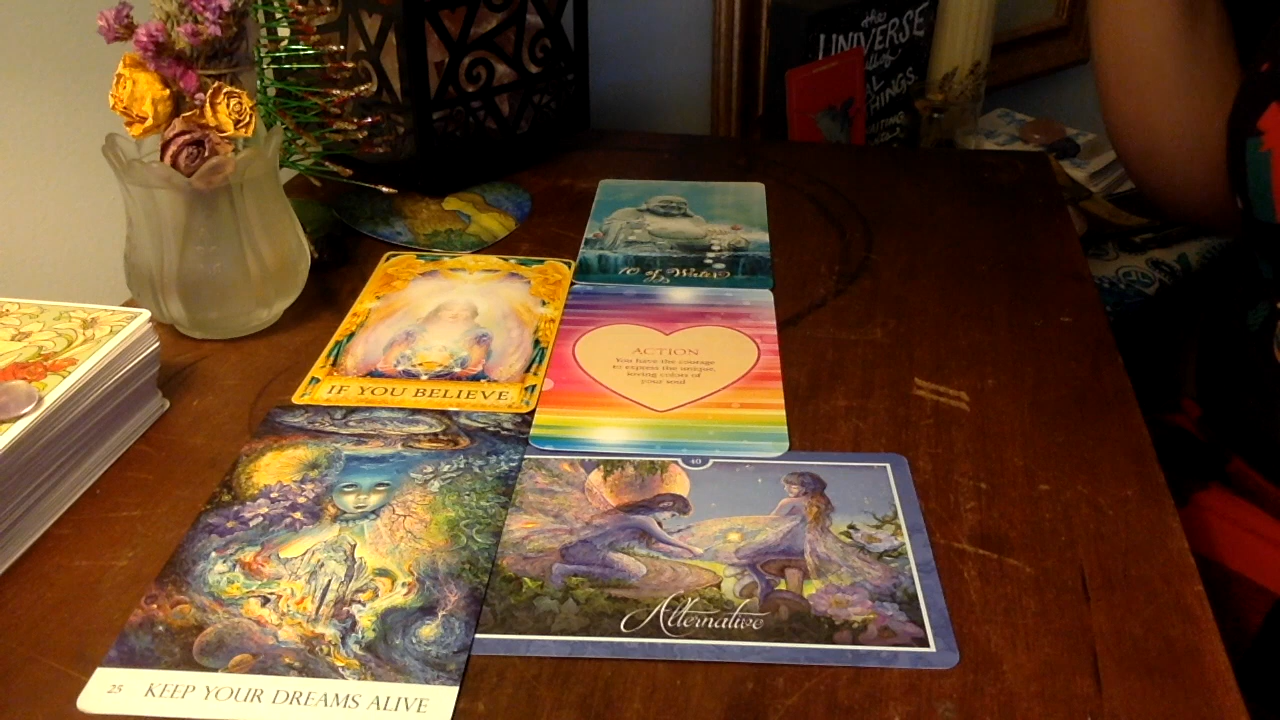 the
UNIVERSE
THINGS.
10 of Water
IF YOU BELIEVE
ACTION
You have the courage
to express the unique,
loving colors of
your soul
40
Alternative
25 KEEP YOUR DREAMS ALIVE